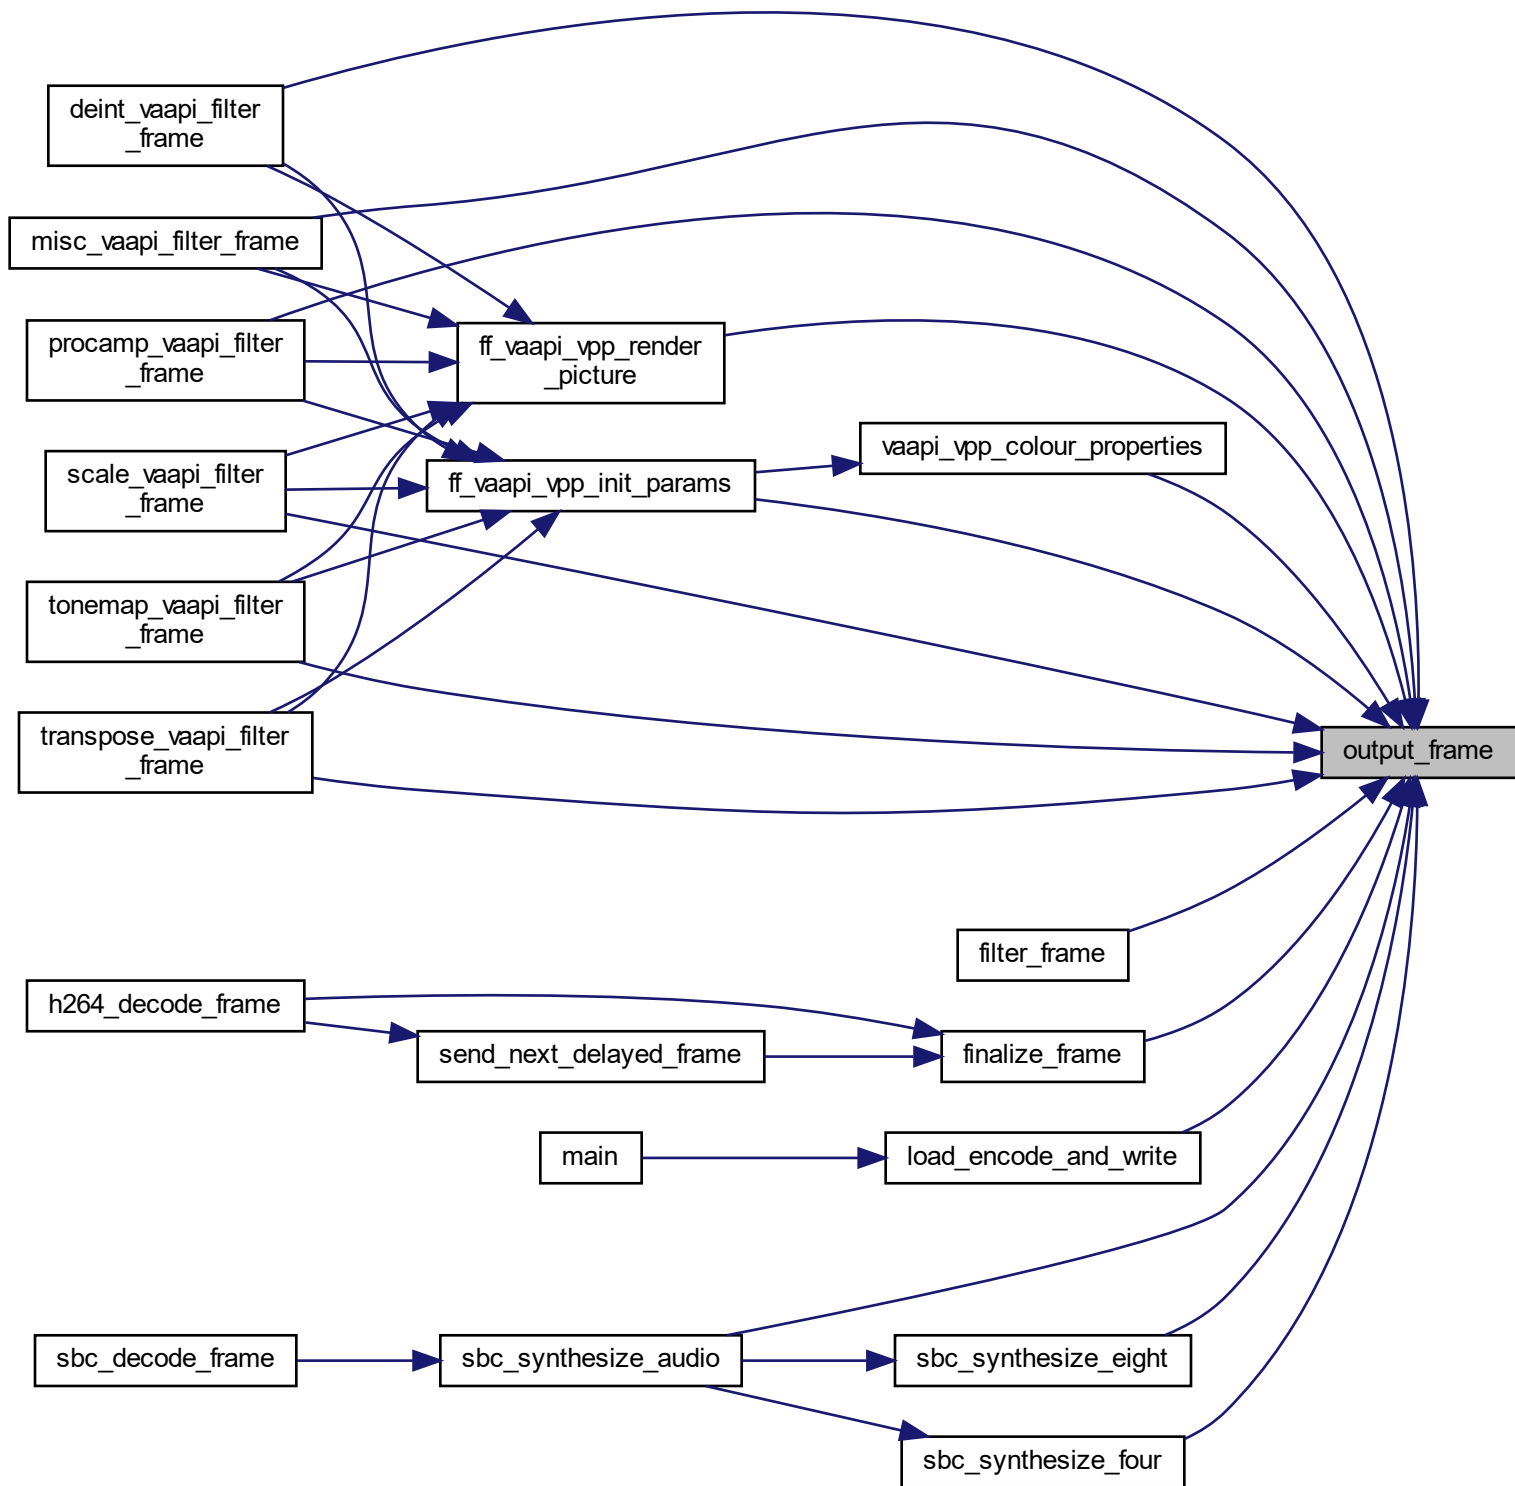 deint_vaapi_filter
_frame
misc_vaapi_filter_frame
procamp_vaapi_filter
_frame
ff_vaapi_vpp_render
_picture
vaapi_vpp_colour_properties
scale_vaapi_filter
_frame
ff_vaapi_vpp_init_params
tonemap_vaapi_filter
_frame
transpose_vaapi_filter
_frame
output_frame
filter_frame
h264_decode_frame
send_next_delayed_frame
finalize_frame
main
load_encode_and_write
sbc_decode_frame
sbc_synthesize_audio
sbc_synthesize_eight
sbc_synthesize_four